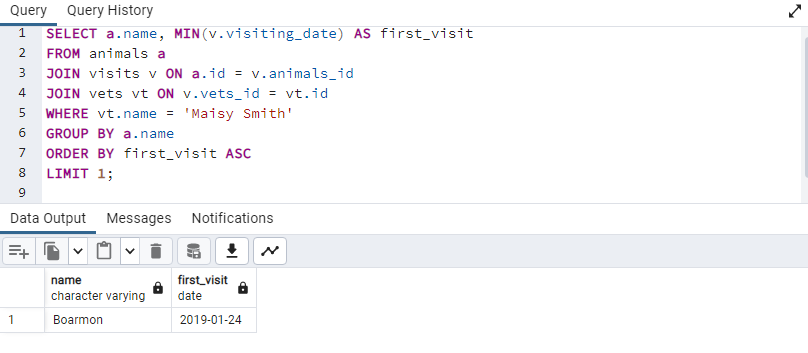 Query Query History
1 SELECT a.name, MIN(v.visiting_date) AS first_visit
2 FROM animals a
3 JOIN visits v ON a.id = v.animals_id
4 JOIN vets vt ON v.vets_id = vt.id
5 WHERE vt.name = 'Maisy Smith'
6 GROUP BY a.name
7 ORDER BY first_visit ASC
8 LIMIT 1;
9
Data Output Messages Notifications
name first_visit
character varying date
1 Boarmon 2019-01-24